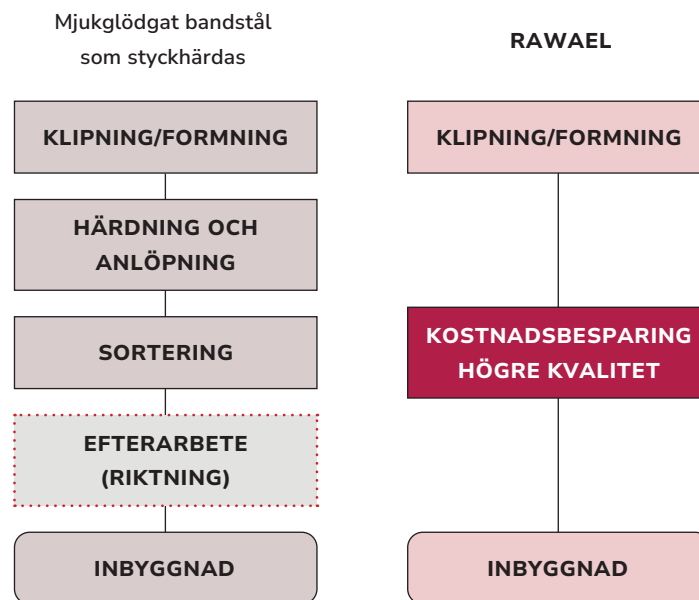 Mjukglödgat bandstål
som styckhärdas
KLIPNING/FORMNING
HÄRDNING OCH
ANLÖPNING
SORTERING
EFTERARBETE
(RIKTNING)
INBYGGNAD
RAWAEL
KLIPNING/FORMNING
KOSTNADSBESPARING
HÖGRE KVALITET
INBYGGNAD